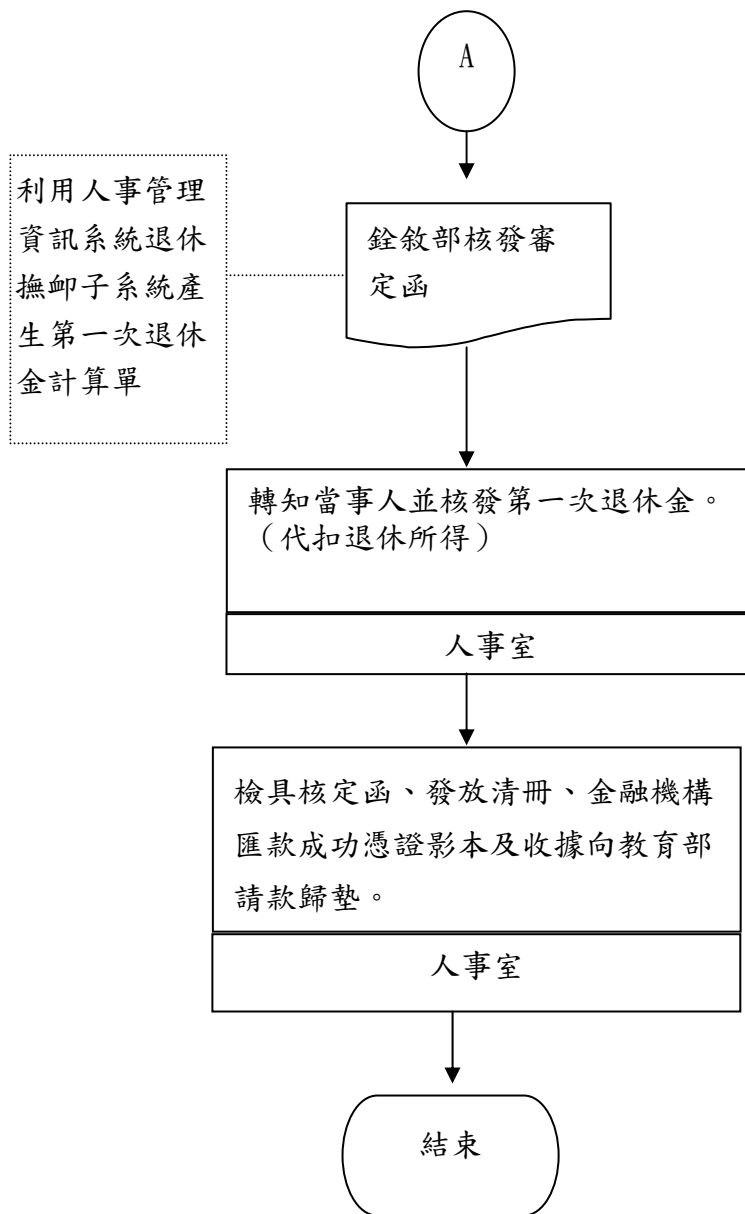 A
利用人事管理
資訊系統退休
撫卹子系統產
生第一次退休
金計算單
銓敘部核發審
定函
轉知當事人並核發第一次退休金。
（代扣退休所得）
人事室
檢具核定函、發放清冊、金融機構
匯款成功憑證影本及收據向教育部
請款歸墊。
人事室
結束